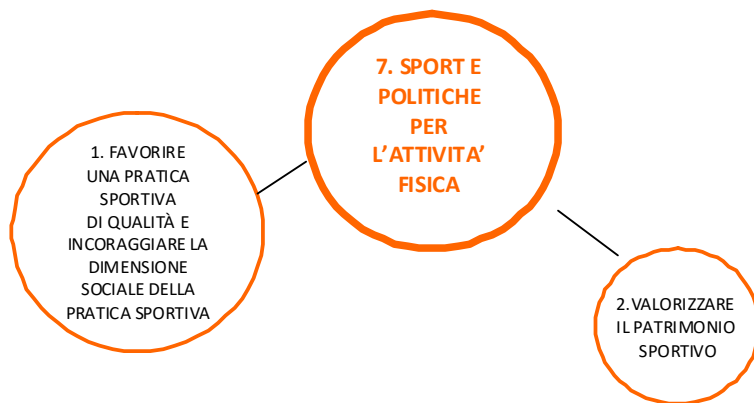 7. SPORT E
POLITICHE
PER
L'ATTIVITA'
FISICA
1. FAVORIRE
UNA PRATICA
SPORTIVA
DI QUALITÀ E
INCORAGGIARE LA
DIMENSIONE
SOCIALE DELLA
PRATICA SPORTIVA
2.VALORIZZARE
IL PATRIMONIO
SPORTIVO